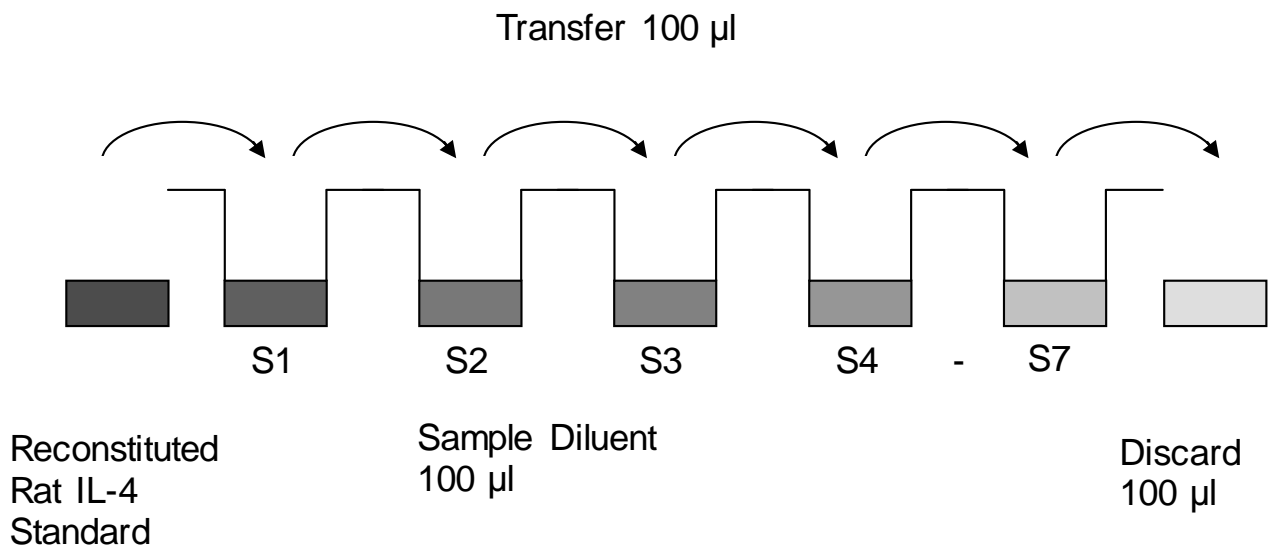 Transfer 100 µl
S1 S2 S3 S4 - S7
Reconstituted
Rat IL-4
Standard
Sample Diluent
100 µl
Discard
100 µl